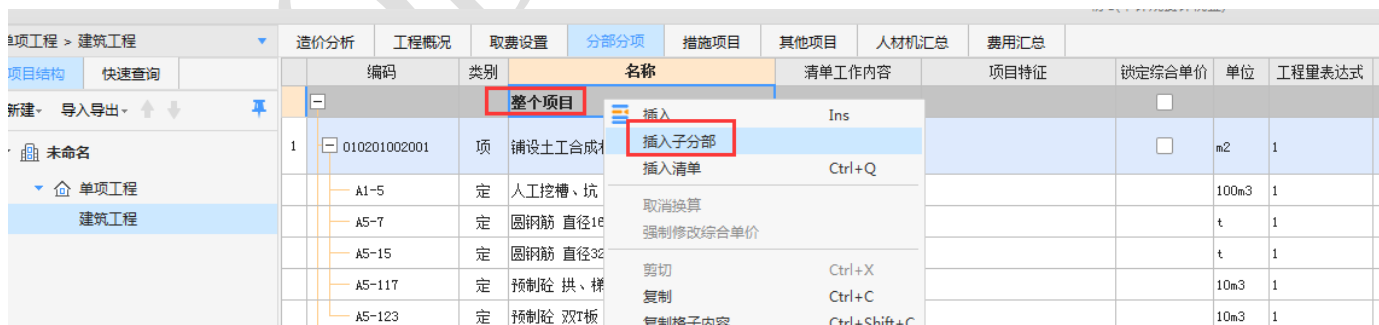 单项工程 > 建筑工程
造价分析 工程概况 取费设置 分部分项 措施项目 其他项目 人材机汇总 费用汇总
项目结构 快速查询
编码 类别 名称 清单工作内容 项目特征 锁定综合单价 单位 工程量表达式
新建 导入导出
整个项目
插入 Ins
未命名
1 010201002001 项 铺设土工合成 插入子分部 m2 1
插入清单 Ctrl+Q
单项工程
A1-5 定 人工挖槽、坑 100m3 1
取消换算
建筑工程
A5-7 定 圆钢筋 直径16 t 1
强制修改综合单价
A5-15 定 圆钢筋 直径32 t 1
剪切 Ctrl+X
A5-117 定 预制砼 拱、梯 10m3 1
复制 Ctrl+C
A5-123 定 预制砼 双T板 10m3 1
复制格子内容 Ctrl+Shift+C